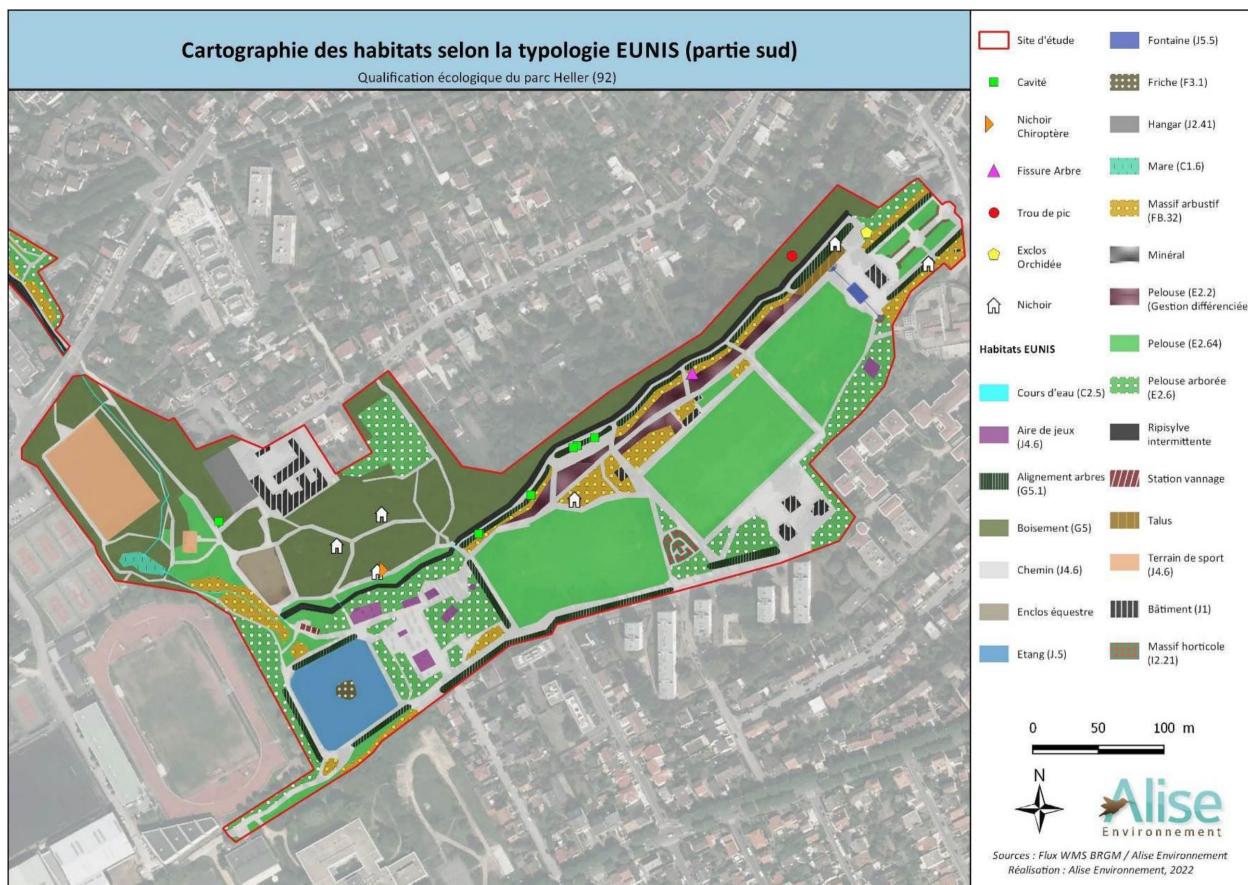 Cartographie des habitats selon la typologie EUNIS (partie sud)
Qualification écologique du parc Heller (92)
Site d'étude
Cavité
Nichoir
Chiroptère
Fissure Arbre
Trou de pic
Exclos
Orchidée
Nichoir
Habitats EUNIS
Cours d'eau (C2.5)
Aire de jeux
(J4.6)
Alignement arbres
(G5.1)
Boisement (G5)
Chemin (J4.6)
Enclos équestre
Etang (J.5)
Fontaine (J5.5)
Friche (F3.1)
Hangar (J2.41)
Mare (C1.6)
Massif arbustif
(FB.32)
Minéral
Pelouse (E2.2)
(Gestion différenciée)
Pelouse (E2.64)
Pelouse arborée
(E2.6)
Ripisylve
intermittente
Station vannage
Talus
Terrain de sport
(J4.6)
Bâtiment (J1)
Massif horticole
(I2.21)
0 50 100 m
N
Alise
Environnement
Sources : Flux WMS BRGM / Alise Environnement
Réalisation : Alise Environnement, 2022